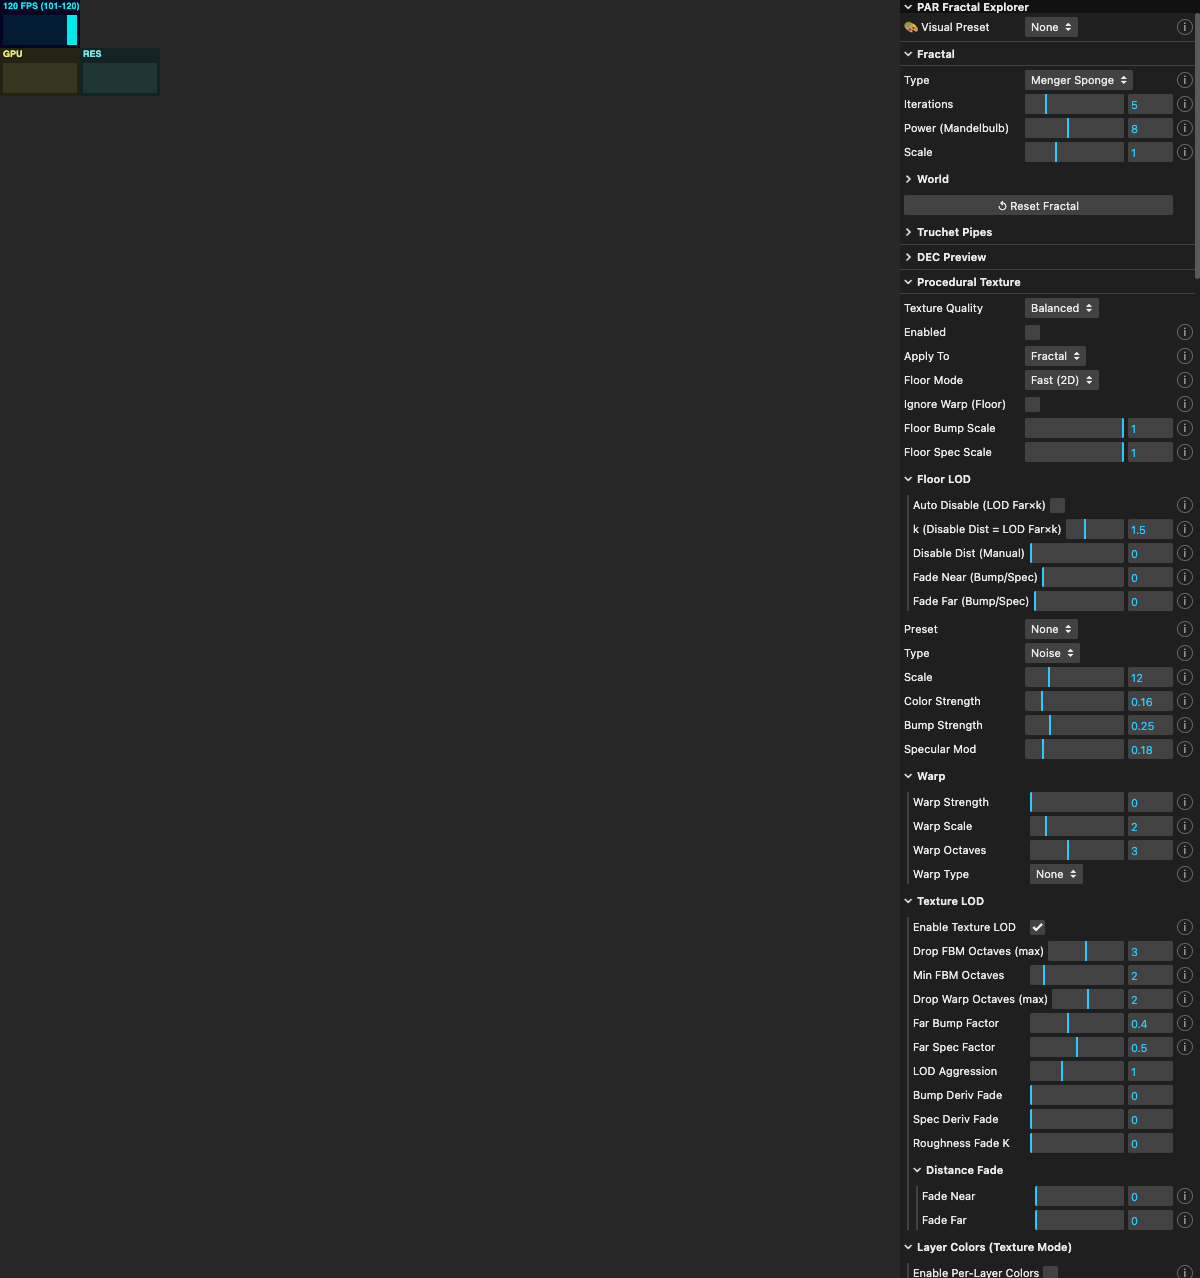 120 FPS (101-120)
GPU
RES
PAR Fractal Explorer
🎨 Visual Preset None
Fractal
Type Menger Sponge
Iterations 5
Power (Mandelbulb) 8
Scale 1
World
Reset Fractal
Truchet Pipes
DEC Preview
Procedural Texture
Texture Quality Balanced
Enabled
Apply To Fractal
Floor Mode Fast (2D)
Ignore Warp (Floor)
Floor Bump Scale 1
Floor Spec Scale 1
Floor LOD
Auto Disable (LOD Far×k)
k (Disable Dist = LOD Far×k) 1.5
Disable Dist (Manual) 0
Fade Near (Bump/Spec) 0
Fade Far (Bump/Spec) 0
Preset None
Type Noise
Scale 12
Color Strength 0.16
Bump Strength 0.25
Specular Mod 0.18
Warp
Warp Strength 0
Warp Scale 2
Warp Octaves 3
Warp Type None
Texture LOD
Enable Texture LOD
Drop FBM Octaves (max) 3
Min FBM Octaves 2
Drop Warp Octaves (max) 2
Far Bump Factor 0.4
Far Spec Factor 0.5
LOD Aggression 1
Bump Deriv Fade 0
Spec Deriv Fade 0
Roughness Fade K 0
Distance Fade
Fade Near 0
Fade Far 0
Layer Colors (Texture Mode)
Enable Per-Layer Colors